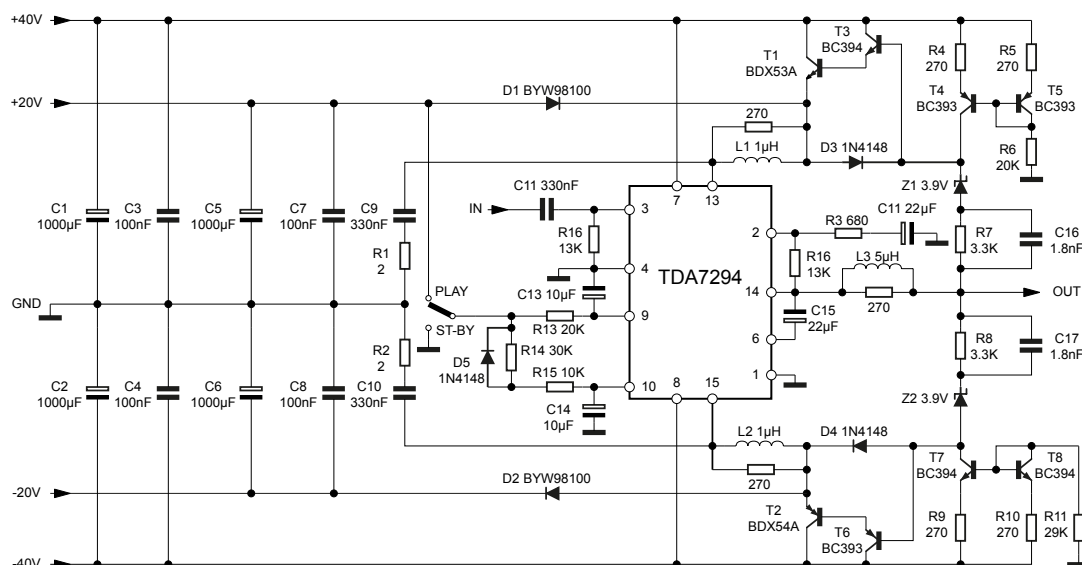 +40V
T3
BC394
T1
BDX53A
R4
270
R5
270
T4
BC393
T5
BC393
+20V
D1 BYW98100
270
L1 1µH
D3 1N4148
R6
20K
Z1 3.9V
C11 330nF
IN
3
7
13
R16
13K
2
R3 680
C11 22µF
R7
3.3K
C16
1.8nF
C1
1000µF
C3
100nF
C5
1000µF
C7
100nF
C9
330nF
R1
2
4
TDA7294
R16
13K
L3 5µH
C13 10µF
14
270
OUT
GND
PLAY
ST-BY
9
R13 20K
C15
22µF
R2
2
D5
1N4148
R14 30K
6
R8
3.3K
C17
1.8nF
R15 10K
10
8
15
1
C2
1000µF
C4
100nF
C6
1000µF
C8
100nF
C10
330nF
C14
10µF
Z2 3.9V
L2 1µH
D4 1N4148
T7
BC394
T8
BC394
270
-20V
D2 BYW98100
T2
BDX54A
T6
BC393
R9
270
R10
270
R11
29K
-40V